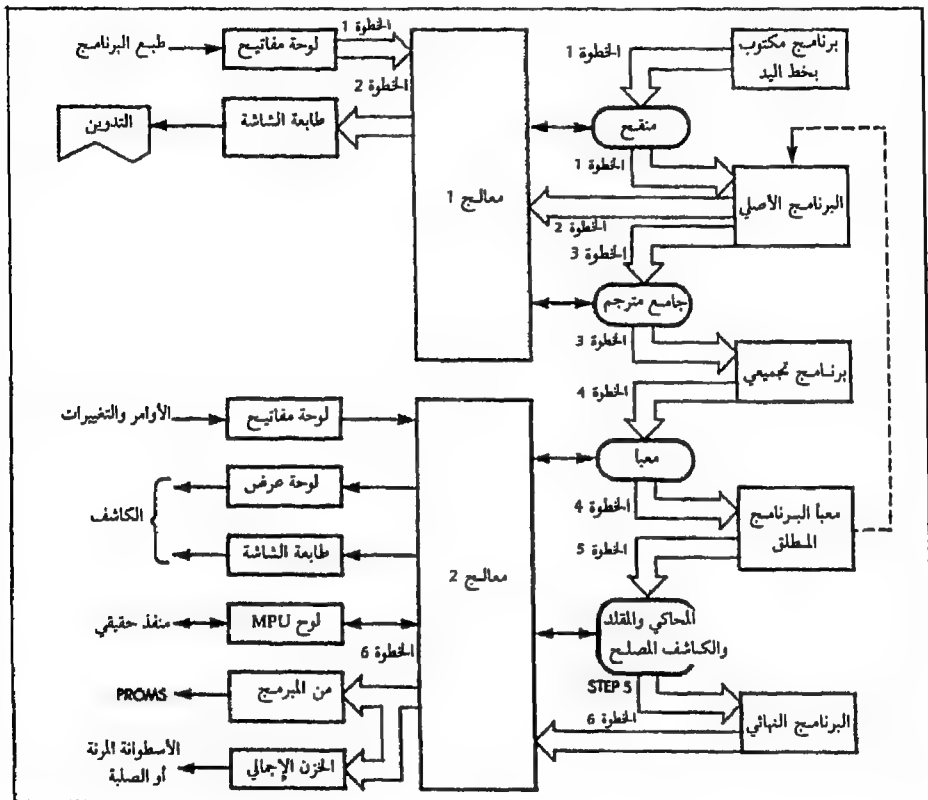 برنامج مكتوب
بخط اليد
الخطوة 1
لوحة مفاتيح
طبع البرنامج
الخطوة 1
الخطوة 2
طابعة الشاشة
التدوين
منقح
الخطوة 1
معالج 1
البرنامج الأصلي
الخطوة 2
الخطوة 3
جامع مترجم
الخطوة 3
برنامج تجميعي
الخطوة 4
لوحة مفاتيح
الأوامر والتغييرات
معبأ
لوحة عرض
الكاشف
الخطوة 4
معبأ البرنامج
المطلق
طابعة الشاشة
الخطوة 5
معالج 2
المحاكي والمقلد
والكاشف المصلح
لوح MPU
منفذ حقيقي
الخطوة 6
STEP 5
من المبرمج
PROMS
الخطوة 6
البرنامج النهائي
الخزن الإجمالي
الأسطوانة المرنة
أو الصلبة